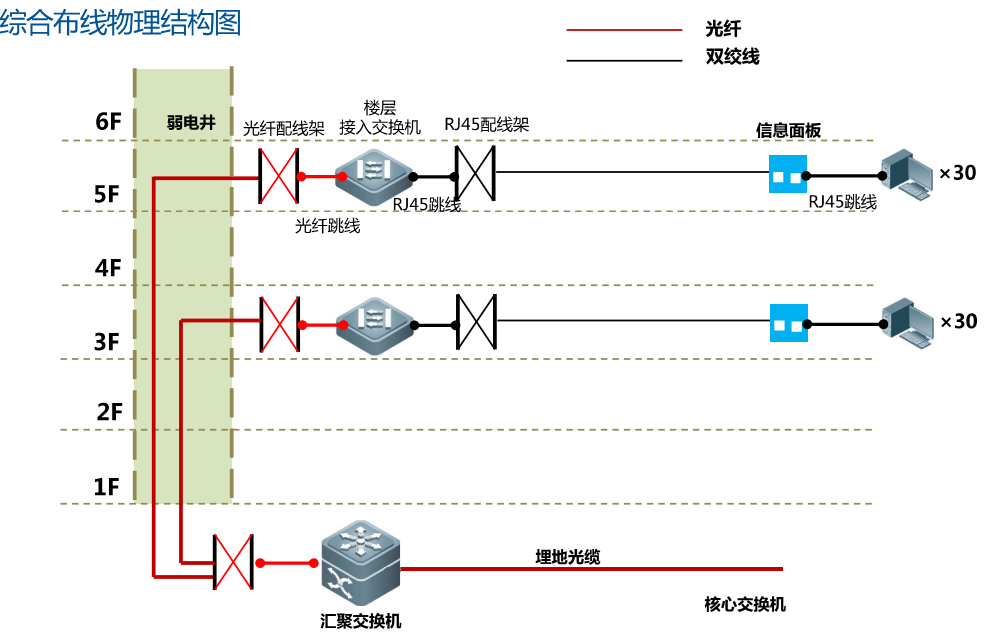 综合布线物理结构图
光纤
双绞线
6F
弱电井
光纤配线架
楼层
接入交换机
RJ45配线架
信息面板
5F
×30
RJ45跳线
RJ45跳线
光纤跳线
4F
3F
×30
2F
1F
埋地光缆
核心交换机
汇聚交换机